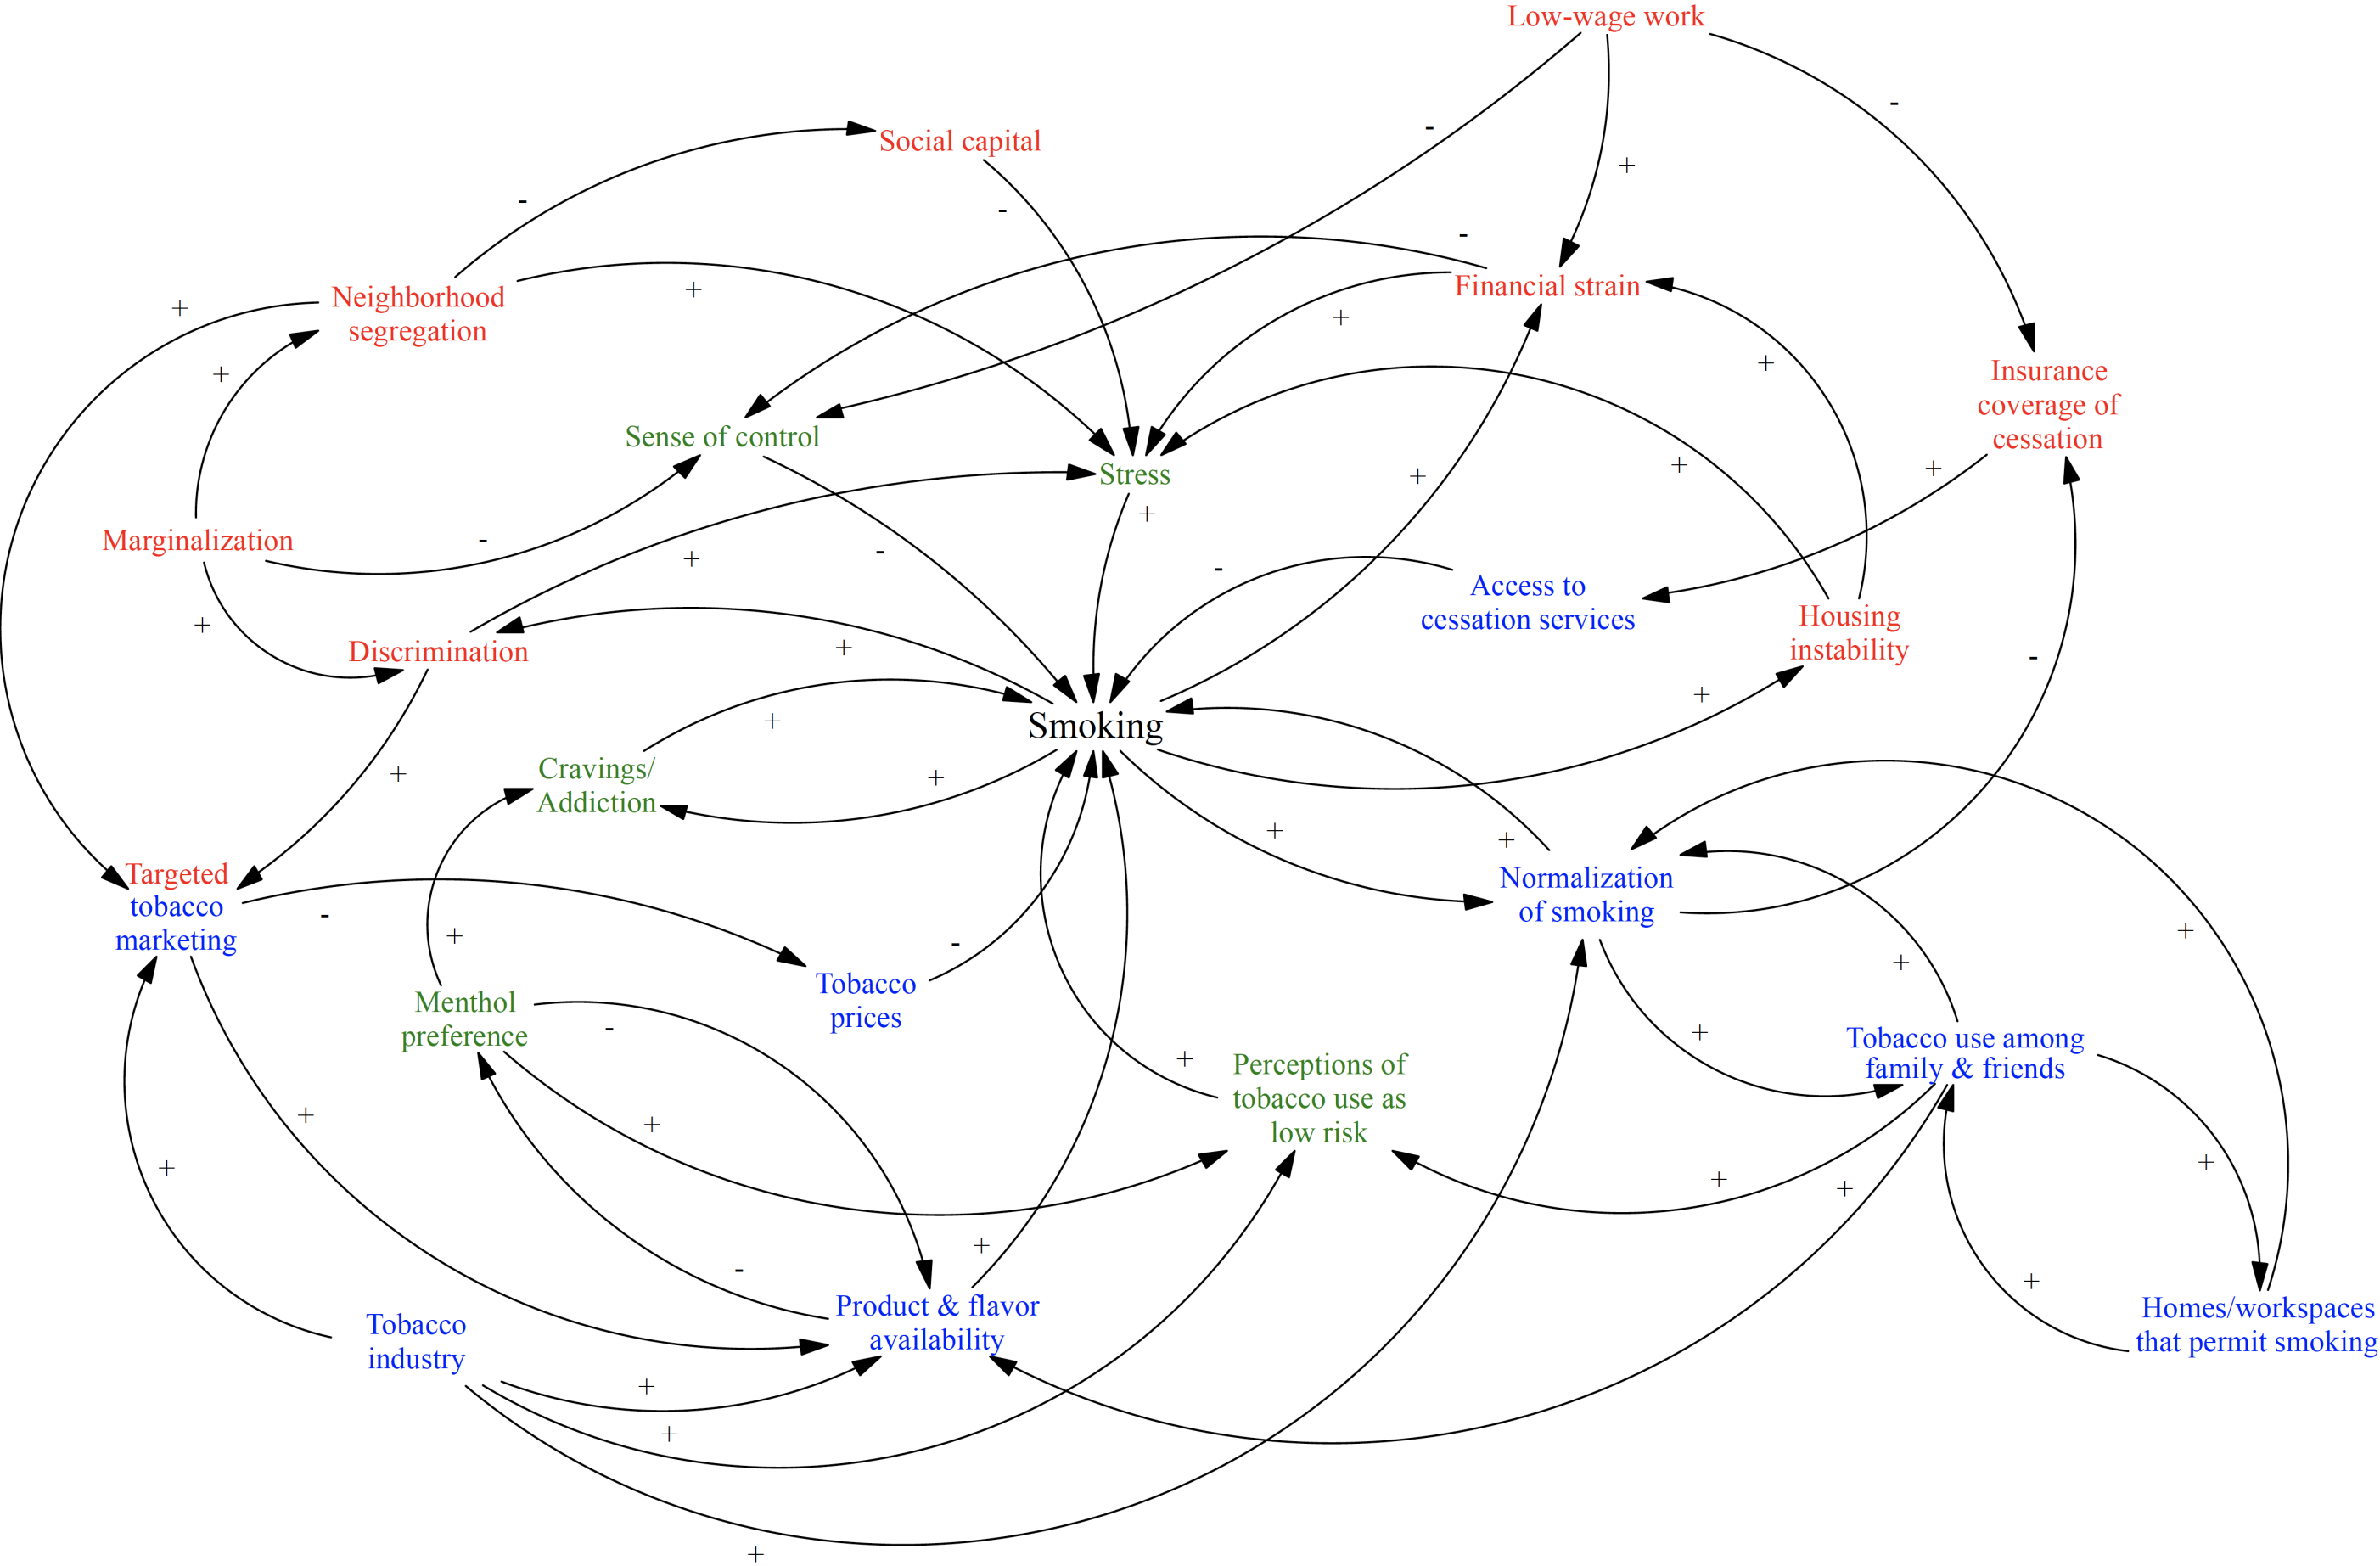 Low-wage work
-
-
Social capital
+
-
-
-
Financial strain
+
Neighborhood
segregation
+
+
+
+
Insurance
coverage of
cessation
Sense of control
+
+
+
Stress
+
Marginalization
-
-
+
-
Access to
cessation services
Housing
instability
+
+
Discrimination
-
+
Smoking
+
Cravings/
Addiction
+
+
+
+
Targeted
tobacco
marketing
Normalization
of smoking
-
+
-
+
+
Tobacco
prices
Menthol
preference
-
+
Tobacco use among
family & friends
+
Perceptions of
tobacco use as
low risk
+
+
+
+
+
+
+
-
+
Product & flavor
availability
Homes/workspaces
that permit smoking
Tobacco
industry
+
+
+